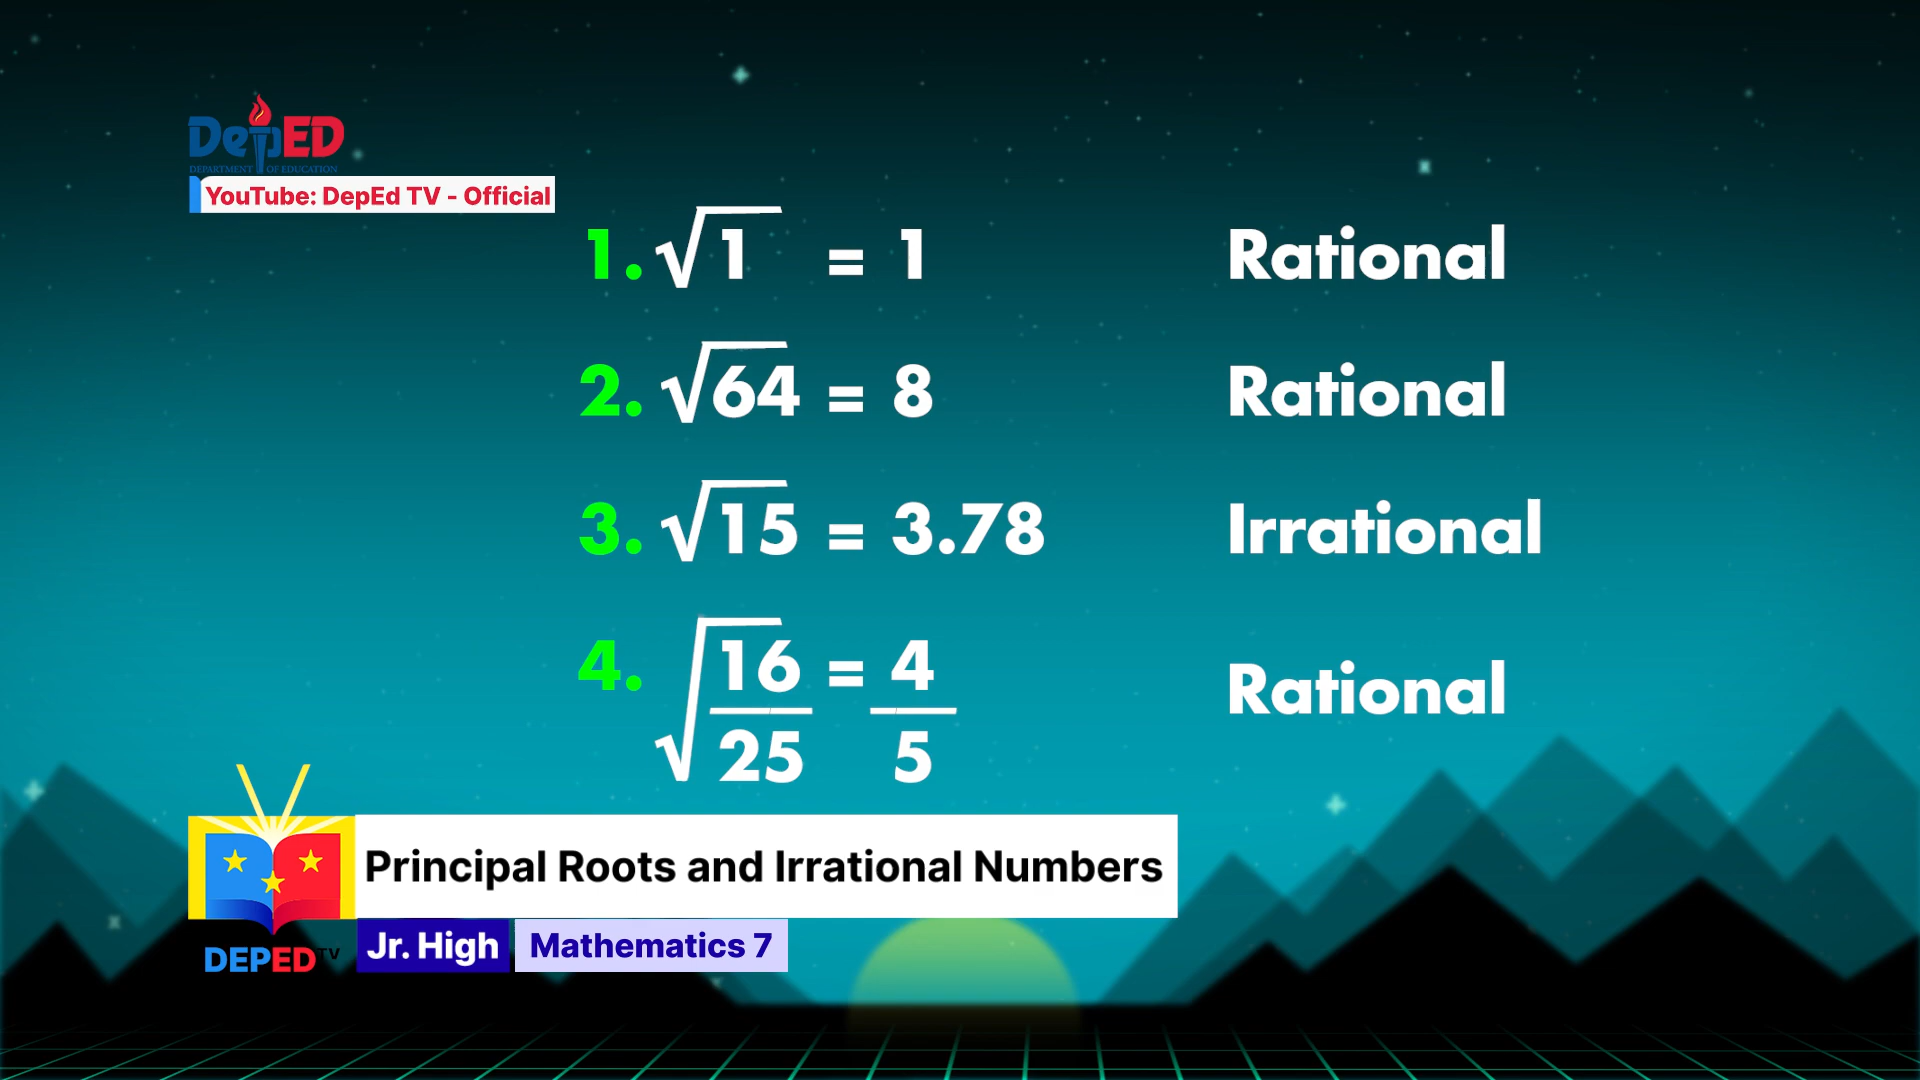 DepED
DEPARTMENT OF EDUCATION
YouTube: DepEd TV - Official
1. √1 = 1 Rational
2. √64 = 8 Rational
3. √15 = 3.78 Irrational
4. √16/25 = 4/5 Rational
Principal Roots and Irrational Numbers
DEPED TV
Jr. High
Mathematics 7